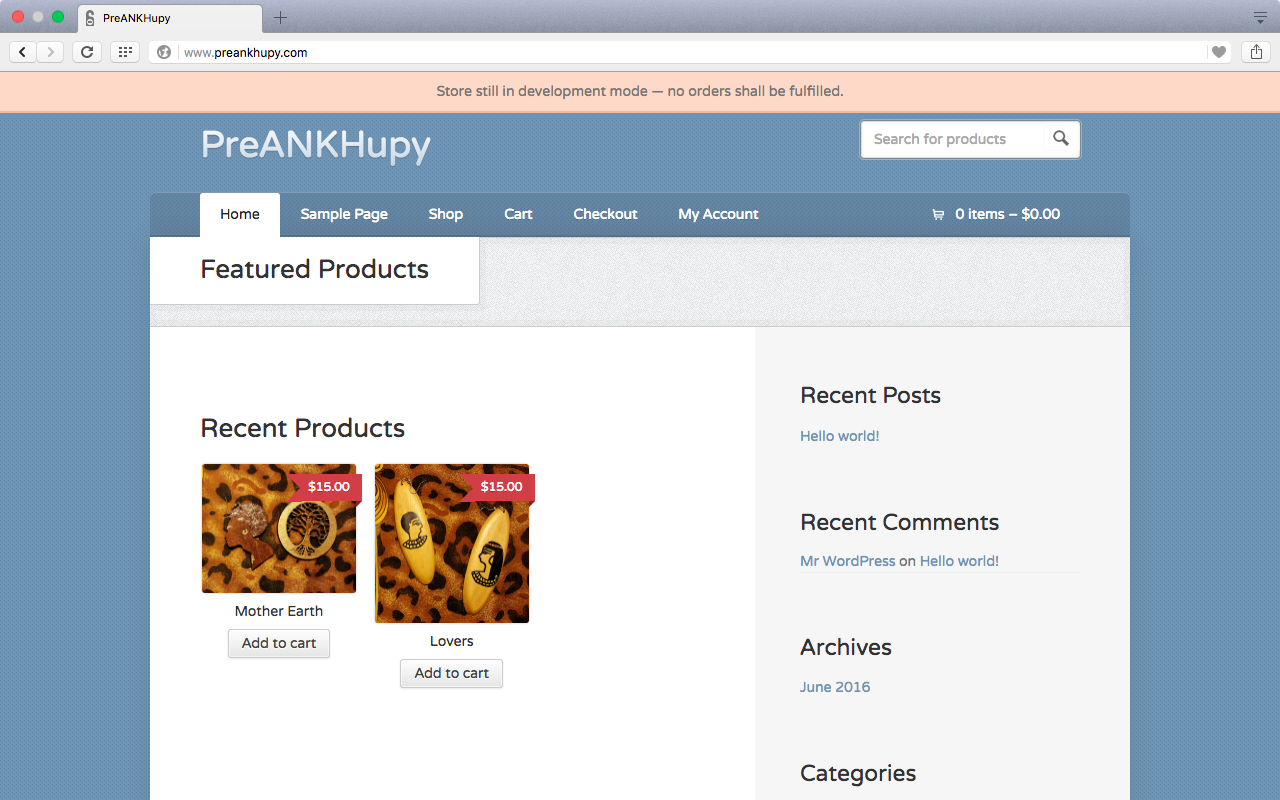 PreANKHupy
www.preankhupy.com
Store still in development mode — no orders shall be fulfilled.
PreANKHupy
Search for products
Home Sample Page Shop Cart Checkout My Account 0 items – $0.00
Featured Products
Recent Products
$15.00
Mother Earth
Add to cart
$15.00
Lovers
Add to cart
Recent Posts
Hello world!
Recent Comments
Mr WordPress on Hello world!
Archives
June 2016
Categories